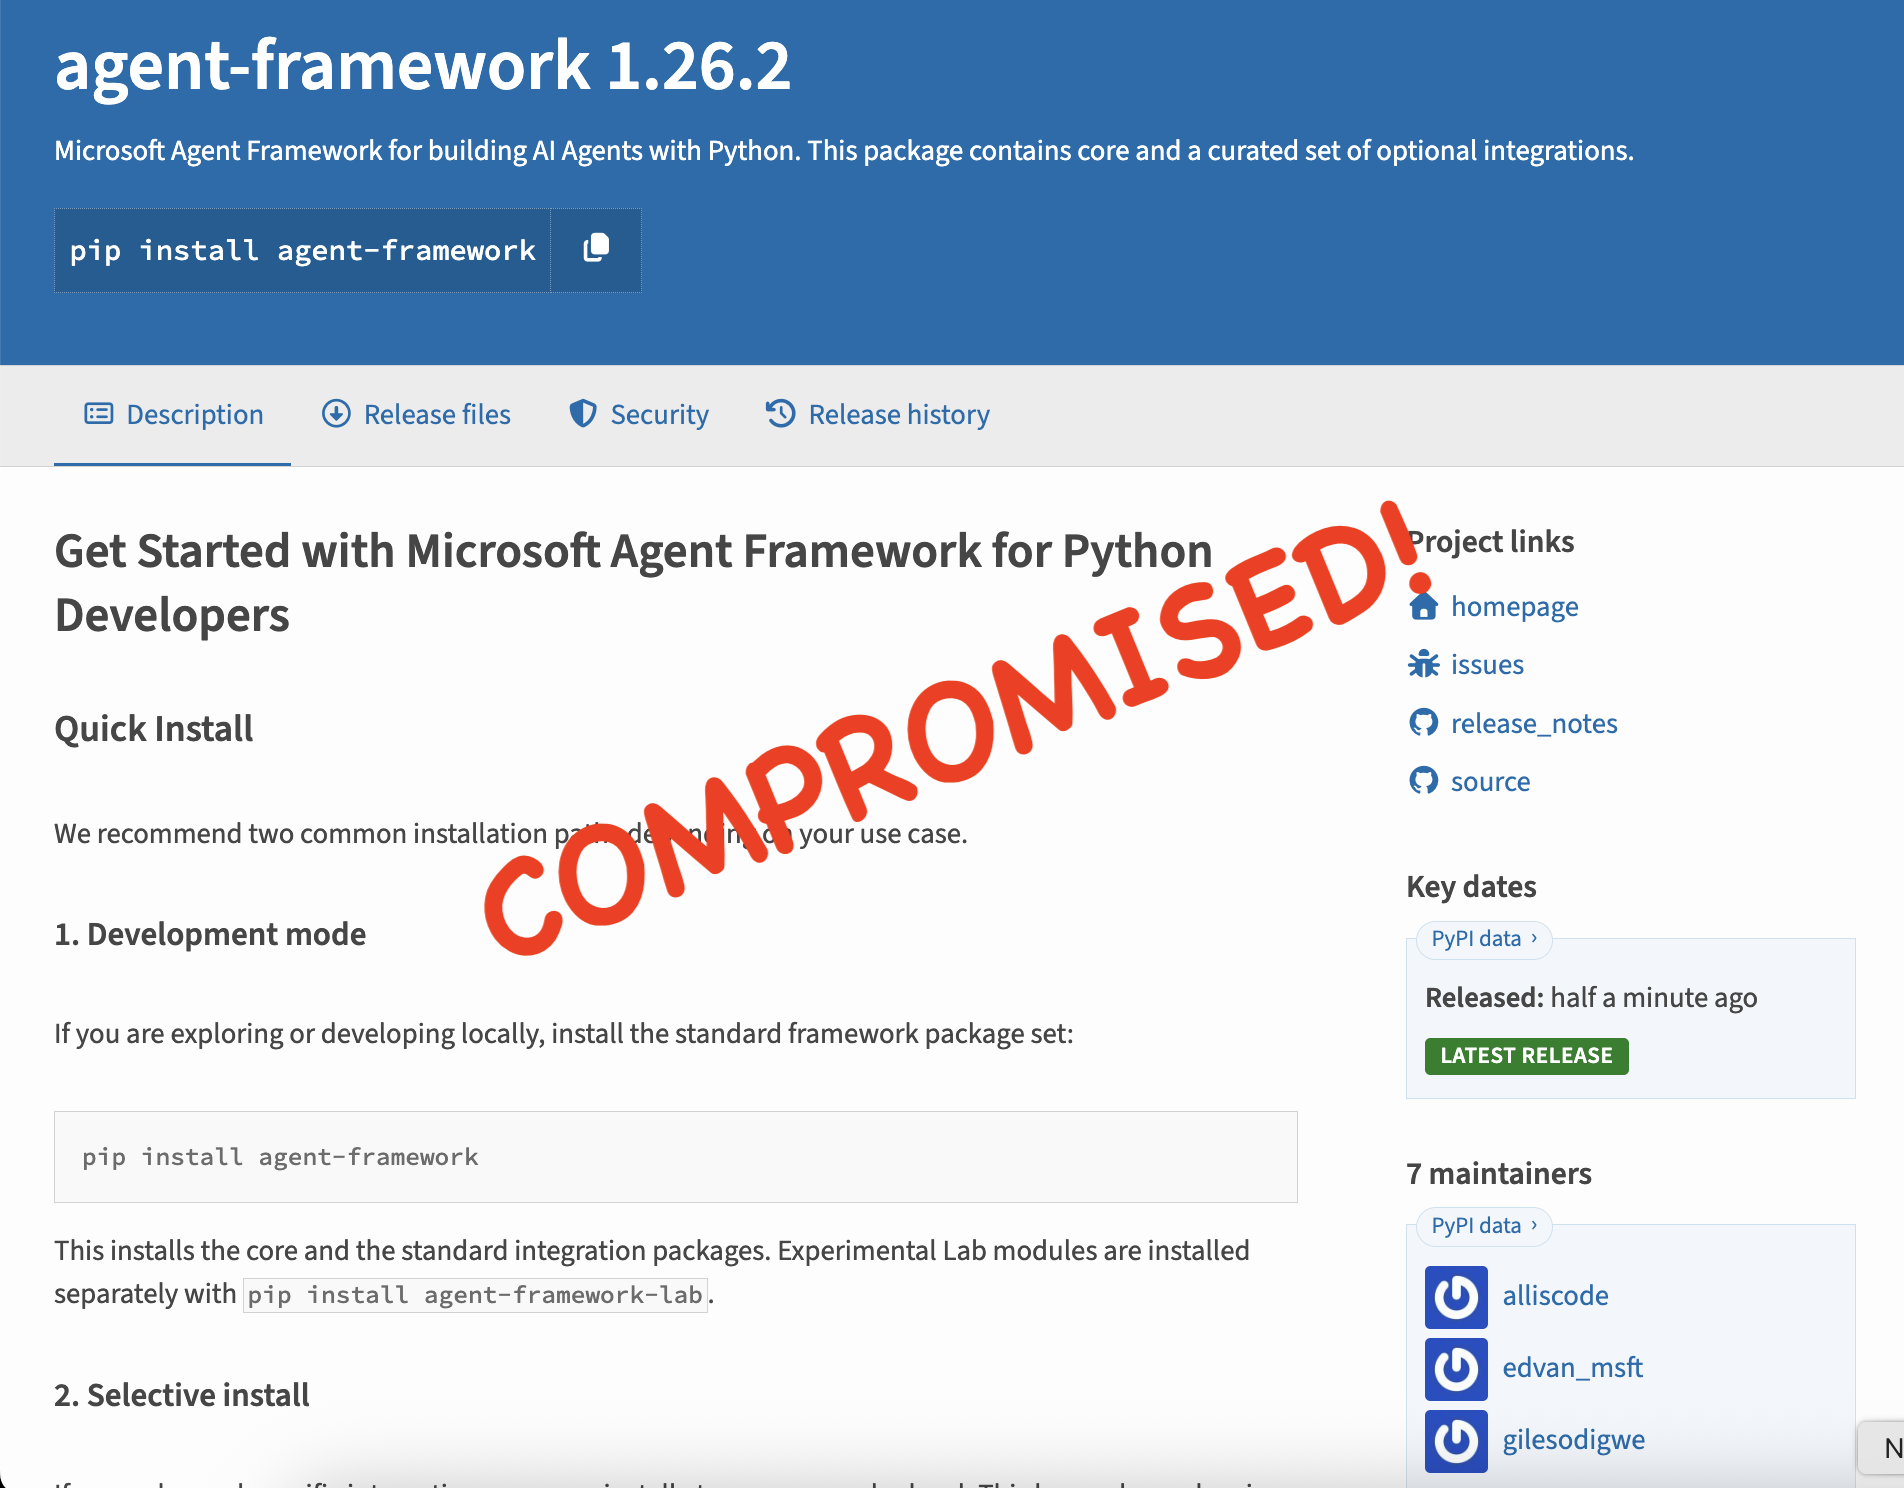 agent-framework 1.26.2
Microsoft Agent Framework for building AI Agents with Python. This package contains core and a curated set of optional integrations.
pip install agent-framework
Description
Release files
Security
Release history
Get Started with Microsoft Agent Framework for Python
Developers
Quick Install
We recommend two common installation paths depending on your use case.
COMPROMISED!
1. Development mode
If you are exploring or developing locally, install the standard framework package set:
pip install agent-framework
This installs the core and the standard integration packages. Experimental Lab modules are installed
separately with pip install agent-framework-lab.
2. Selective install
Project links
homepage
issues
release_notes
source
Key dates
PyPI data ›
Released: half a minute ago
LATEST RELEASE
7 maintainers
PyPI data ›
alliscode
edvan_msft
gilesodigwe